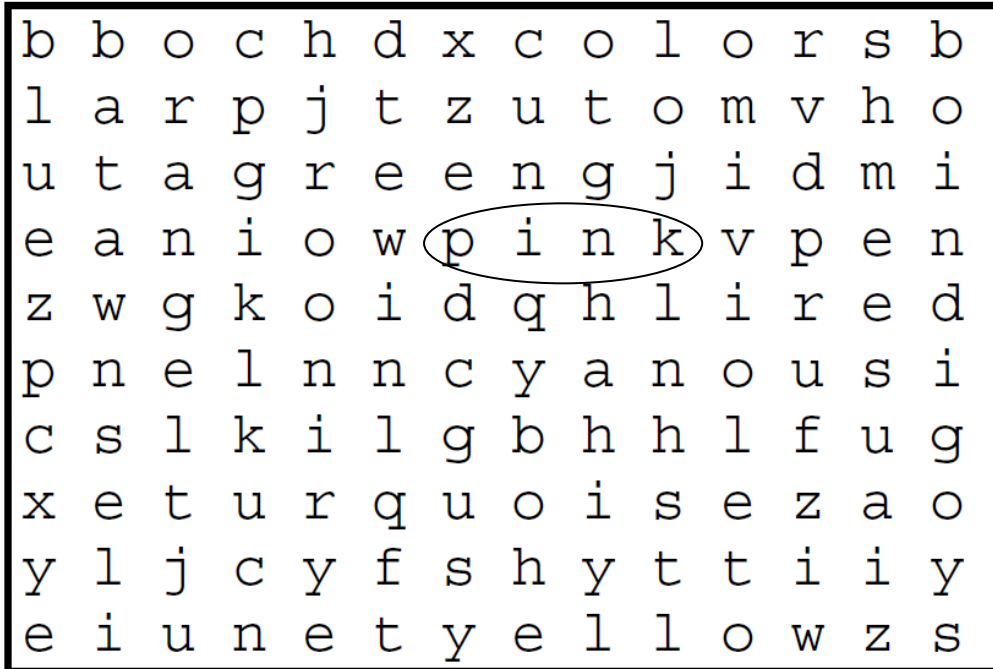 b b o c h d x c o l o r s b
l a r p j t z u t o m v h o
u t a g r e e n g j i d m i
e a n i o w p i n k v p e n
z w g k o i d q h l i r e d
p n e l n n c y a n o u s i
c s l k i l g b h h l f u g
x e t u r q u o i s e z a o
y l j c y f s h y t t i i y
e i u n e t y e l l o w z s